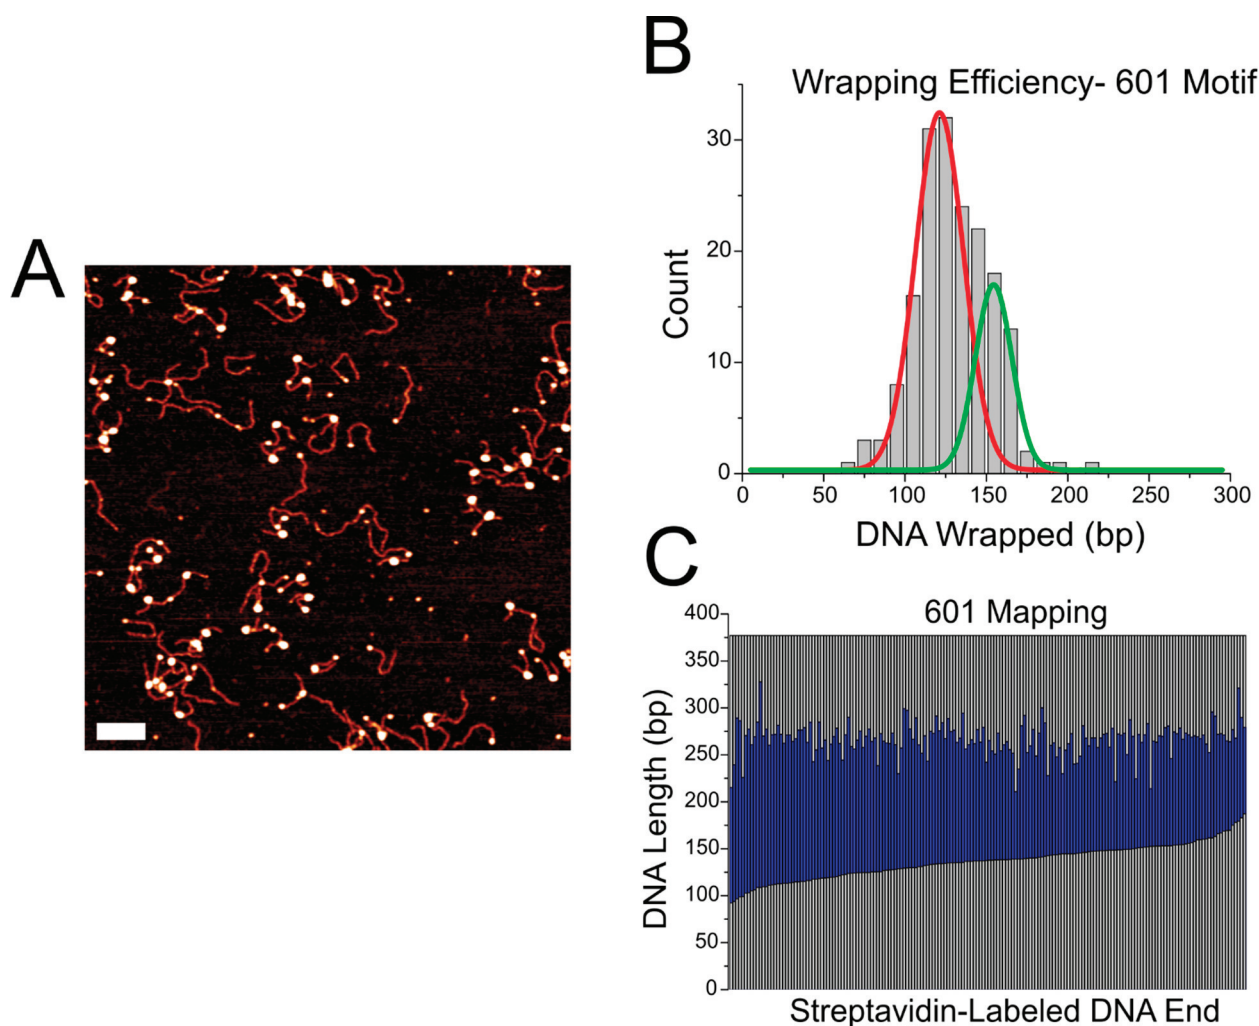 A
B
Wrapping Efficiency- 601 Motif
30
20
10
0
Count
0 50 100 150 200 250 300
DNA Wrapped (bp)
C
601 Mapping
400
350
300
250
200
150
100
50
0
DNA Length (bp)
Streptavidin-Labeled DNA End